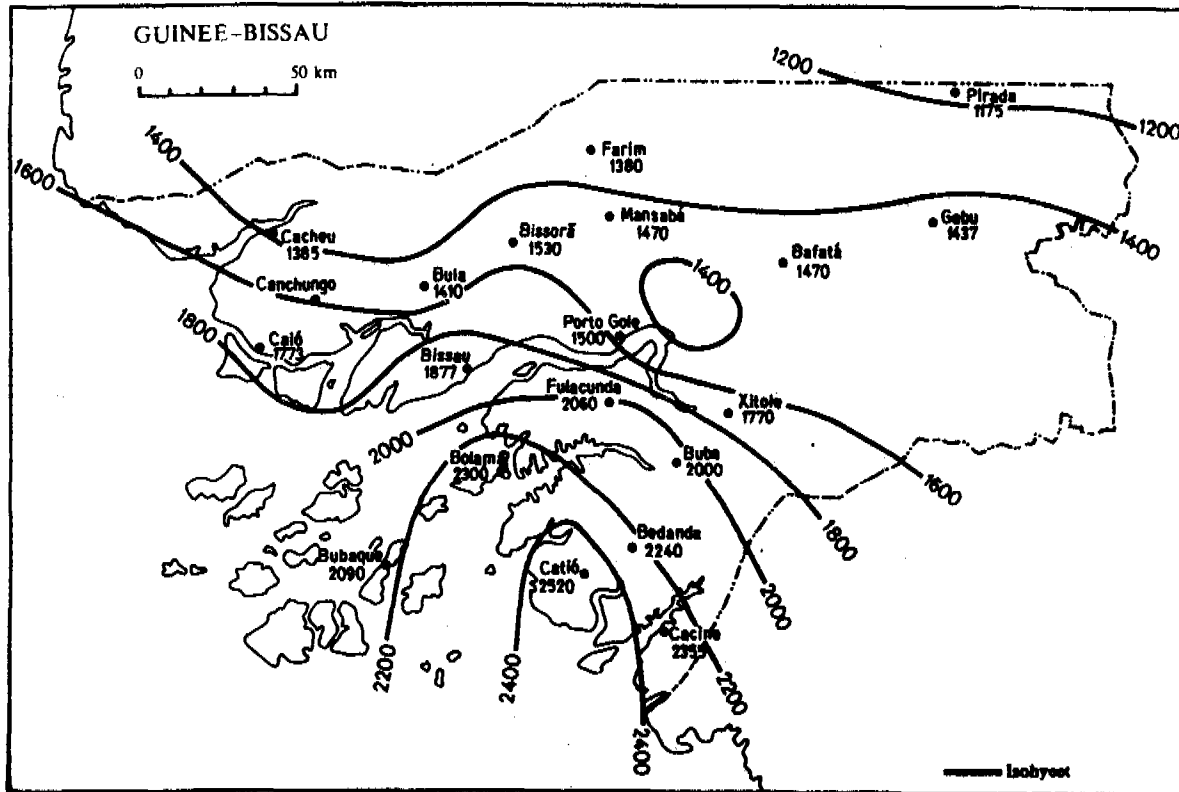 GUINEE-BISSAU
0 50 km
1200
Pirada
1175
1200
1400
Farim
1380
1600
Mansabá
1470
Gabu
1437
1400
Cacheu
1385
Bissorã
1530
Bafatá
1470
1400
Canchungo
Bula
1410
1800
Porto Gole
1500
Caió
1773
Bissau
1877
Fulacunda
2060
Xitole
1770
2000
Bolama
2300
Buba
2000
1600
1800
Bedanda
2240
Bubaque
2090
Catió
2520
2000
Cacine
2355
2200
2400
2200
2400
Isohyeet